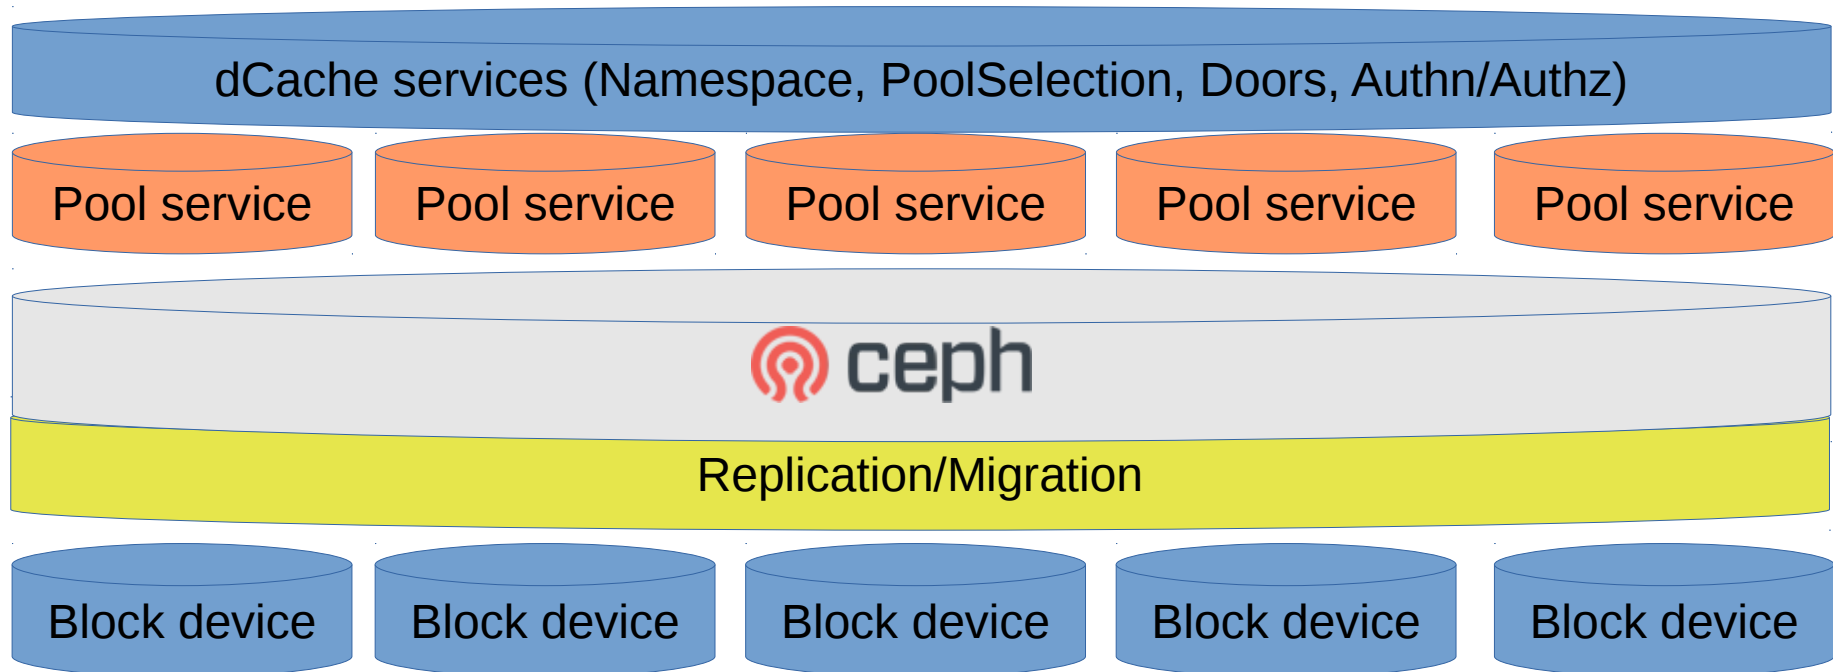 dCache services (Namespace, PoolSelection, Doors, Authn/Authz)
Pool service Pool service Pool service Pool service Pool service
ceph
Replication/Migration
Block device Block device Block device Block device Block device